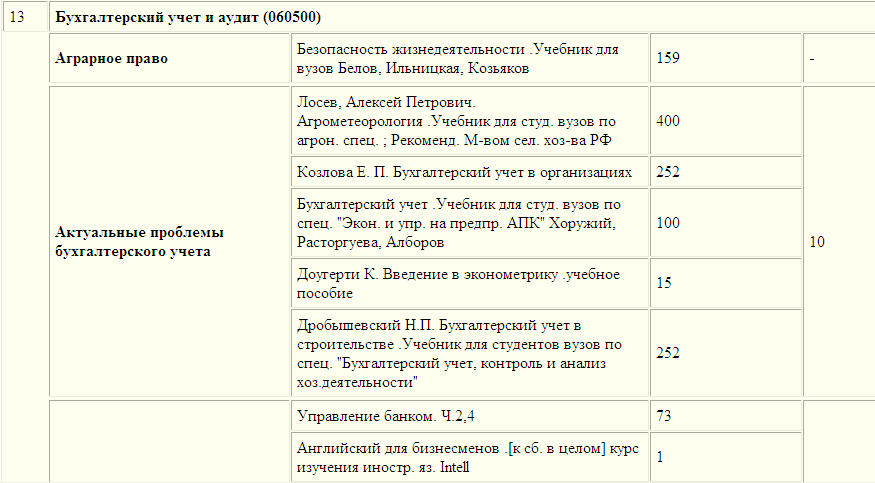 13
Бухгалтерский учет и аудит (060500)
Аграрное право
Безопасность жизнедеятельности .Учебник для
вузов Белов, Ильницкая, Козьяков
159
-
Актуальные проблемы
бухгалтерского учета
Лосев, Алексей Петрович.
Агрометеорология .Учебник для студ. вузов по
агрон. спец. ; Рекоменд. М-вом сел. хоз-ва РФ
400
Козлова Е. П. Бухгалтерский учет в организациях
252
Бухгалтерский учет .Учебник для студ. вузов по
спец. "Экон. и упр. на предпр. АПК" Хоружий,
Расторгуева, Алборов
100
Доугерти К. Введение в эконометрику .учебное
пособие
15
Дробышевский Н.П. Бухгалтерский учет в
строительстве .Учебник для студентов вузов по
спец. "Бухгалтерский учет, контроль и анализ
хоз.деятельности"
252
10
Управление банком. Ч.2,4
73
Английский для бизнесменов .[к сб. в целом] курс
изучения иностр. яз. Intell
1